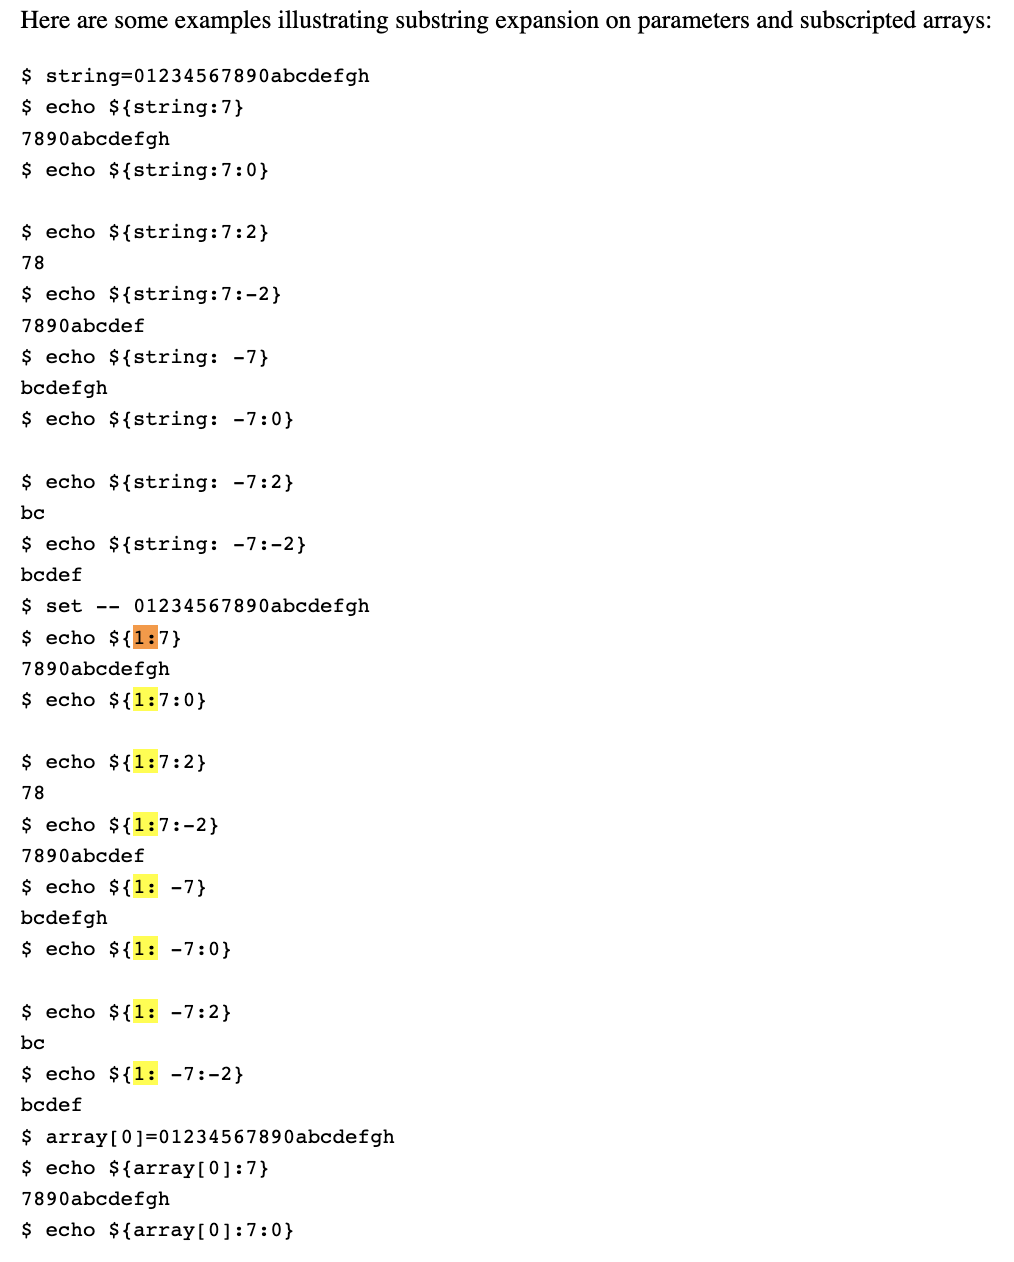 Here are some examples illustrating substring expansion on parameters and subscripted arrays:
$ string=01234567890abcdefgh
$ echo ${string:7}
7890abcdefgh
$ echo ${string:7:0}
$ echo ${string:7:2}
78
$ echo ${string:7:-2}
7890abcdef
$ echo ${string: -7}
bcdefgh
$ echo ${string: -7:0}
$ echo ${string: -7:2}
bc
$ echo ${string: -7:-2}
bcdef
$ set -- 01234567890abcdefgh
$ echo ${1:7}
7890abcdefgh
$ echo ${1:7:0}
$ echo ${1:7:2}
78
$ echo ${1:7:-2}
7890abcdef
$ echo ${1: -7}
bcdefgh
$ echo ${1: -7:0}
$ echo ${1: -7:2}
bc
$ echo ${1: -7:-2}
bcdef
$ array[0]=01234567890abcdefgh
$ echo ${array[0]:7}
7890abcdefgh
$ echo ${array[0]:7:0}